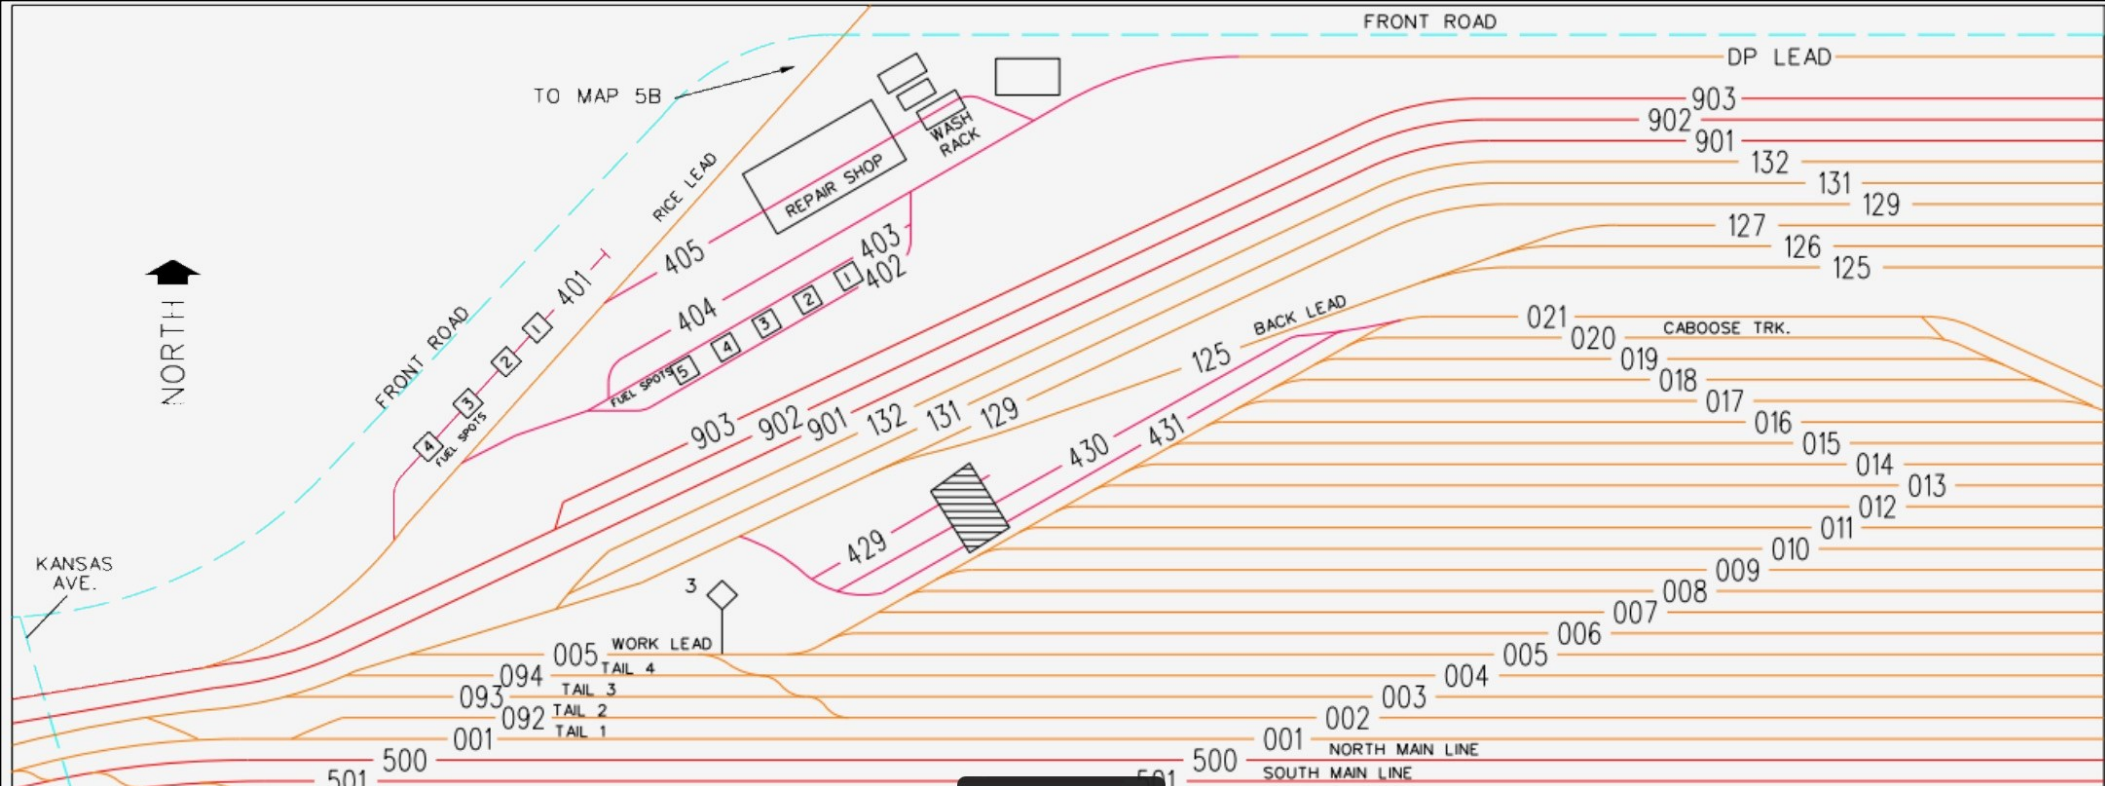 FRONT ROAD
DP LEAD
TO MAP 5B
903
902
901
WASH
RACK
132
REPAIR SHOP
RICE LEAD
131
129
127
403
126
405
401
402
125
1
2
3
4
5
1
404
BACK LEAD
021
NORTH
2
020
CABOOSE TRK.
FRONT ROAD
125
019
FUEL SPOTS
018
3
017
903
902
901
132
131
129
016
4
FUEL SPOTS
430
431
015
014
013
012
011
429
010
KANSAS
AVE.
009
3
008
007
006
005
WORK LEAD
005
094
TAIL 4
004
093
TAIL 3
003
092
TAIL 2
002
001
TAIL 1
001
NORTH MAIN LINE
500
500
SOUTH MAIN LINE
501
501